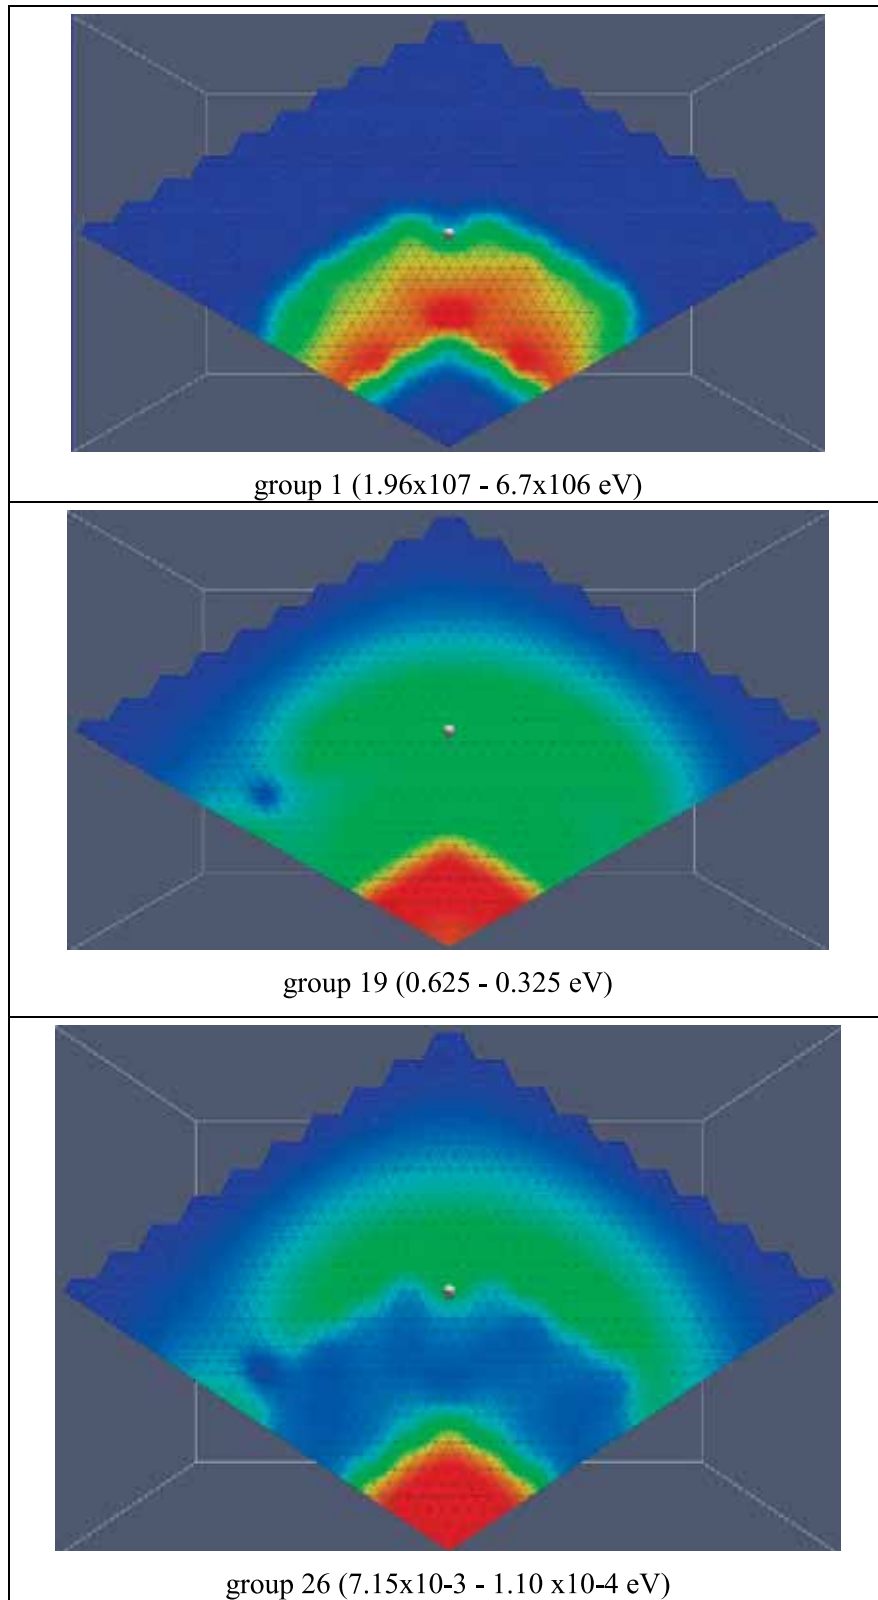 group 1 (1.96x107 - 6.7x106 eV)
group 19 (0.625 - 0.325 eV)
group 26 (7.15x10-3 - 1.10 x10-4 eV)